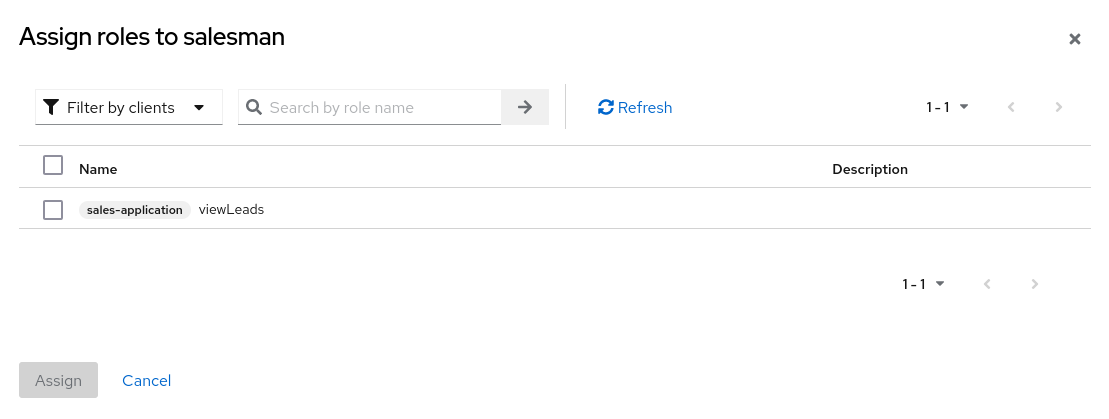 Assign roles to salesman
Filter by clients
Search by role name
Refresh
1 - 1
Name Description
sales-application viewLeads
1 - 1
Assign Cancel